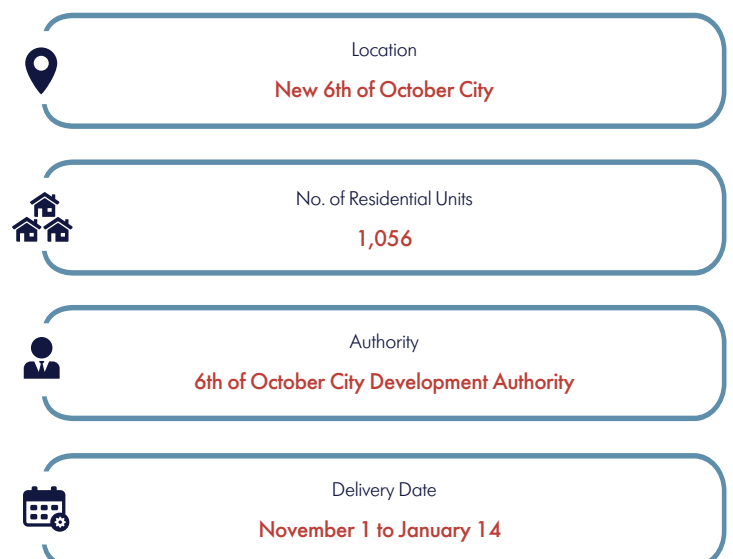 Location
New 6th of October City
No. of Residential Units
1,056
Authority
6th of October City Development Authority
Delivery Date
November 1 to January 14